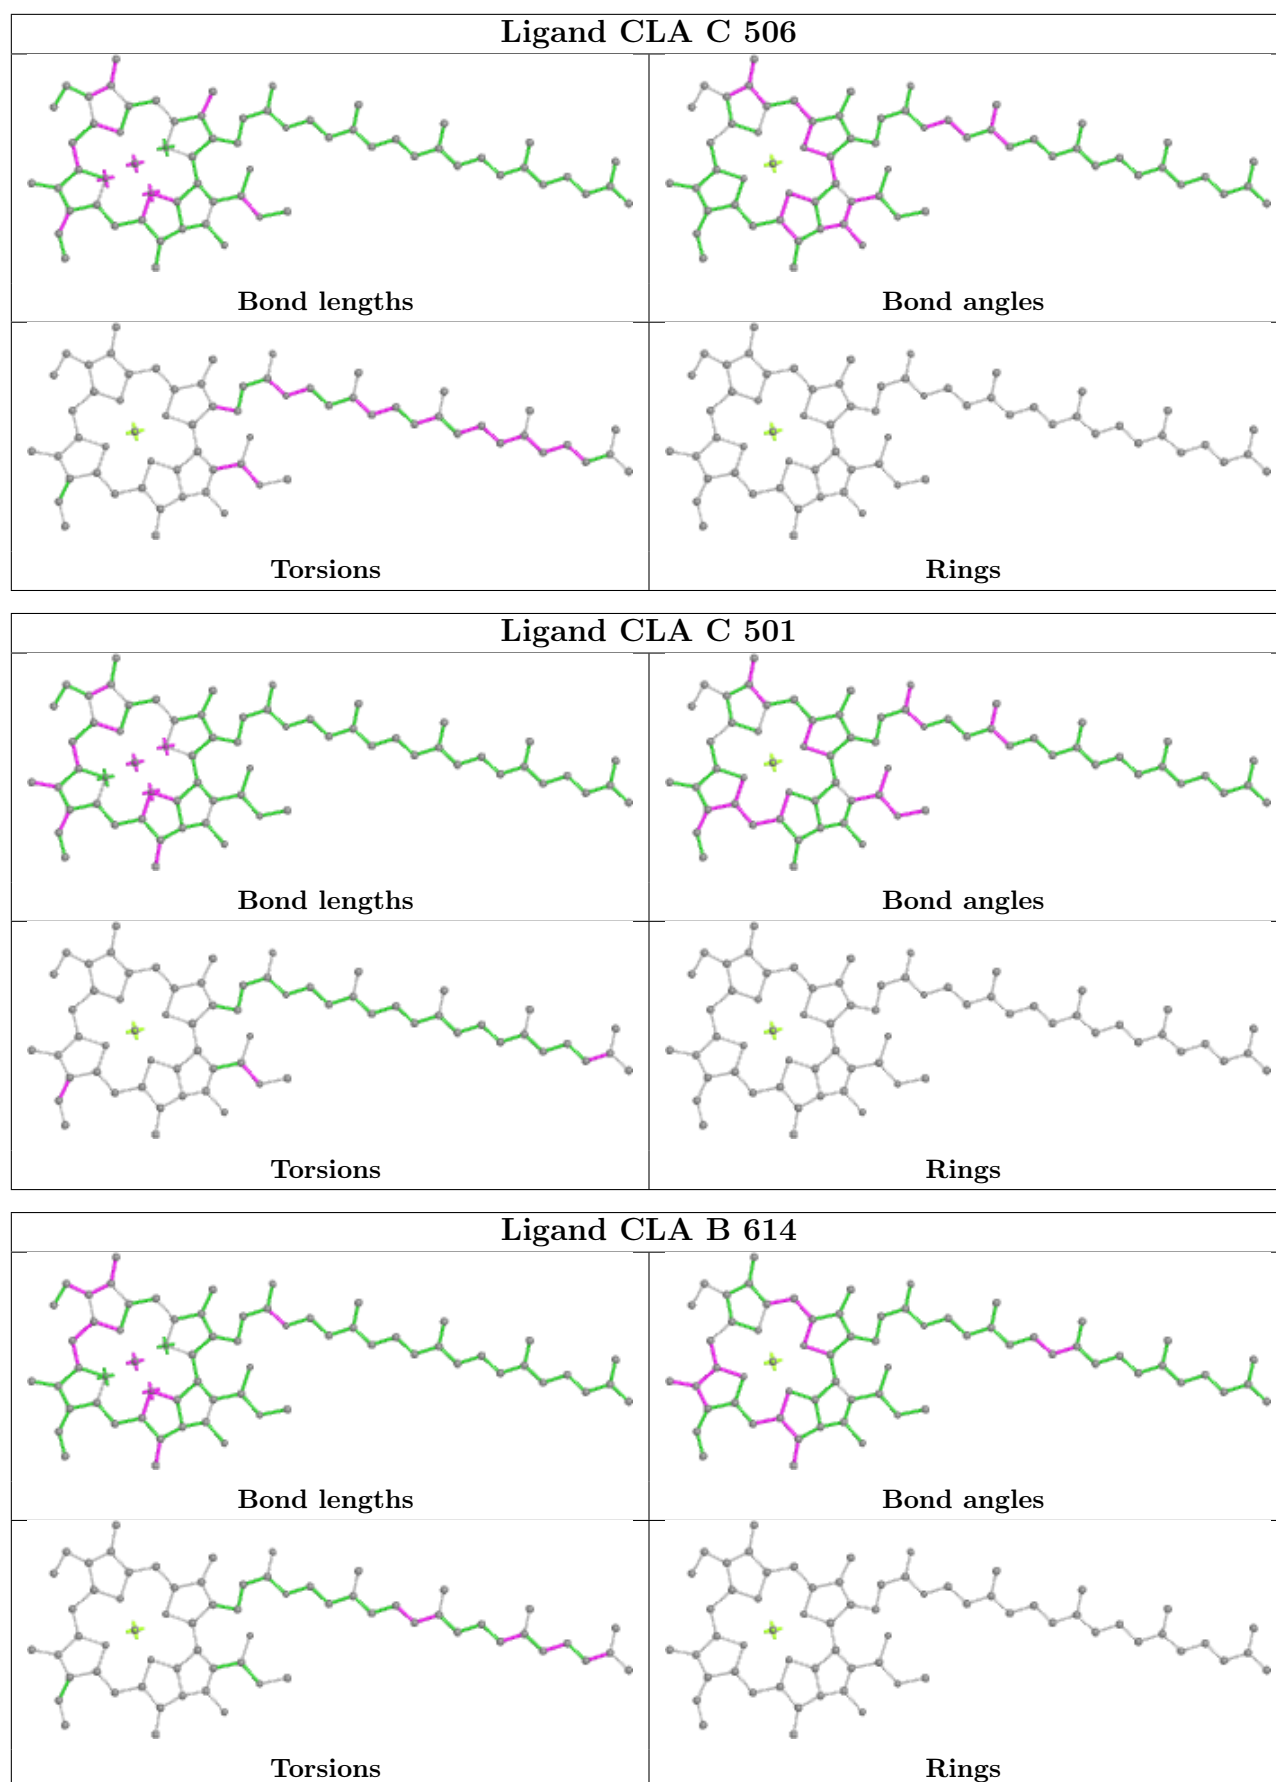 Ligand CLA C 506
Bond lengths
Bond angles
Torsions
Rings
Ligand CLA C 501
Bond lengths
Bond angles
Torsions
Rings
Ligand CLA B 614
Bond lengths
Bond angles
Torsions
Rings